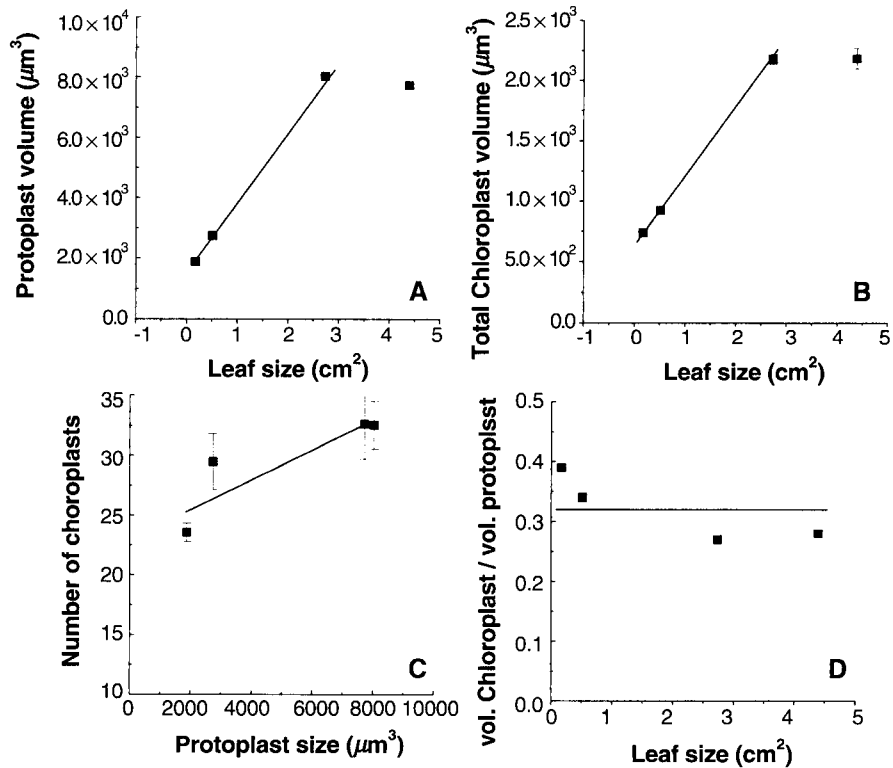 Protoplast volume (μm³)
1.0 × 10⁴
8.0 × 10³
6.0 × 10³
4.0 × 10³
2.0 × 10³
0.0
-1 0 1 2 3 4 5
Leaf size (cm²)
A
Total Chloroplast volume (μm³)
2.5 × 10³
2.0 × 10³
1.5 × 10³
1.0 × 10³
5.0 × 10²
0.0
-1 0 1 2 3 4 5
Leaf size (cm²)
B
Number of choroplasts
35
30
25
20
15
10
0 2000 4000 6000 8000 10000
Protoplast size (μm³)
C
vol. Chloroplast / vol. protoplsst
0.5
0.4
0.3
0.2
0.1
0.0
0 1 2 3 4 5
Leaf size (cm²)
D